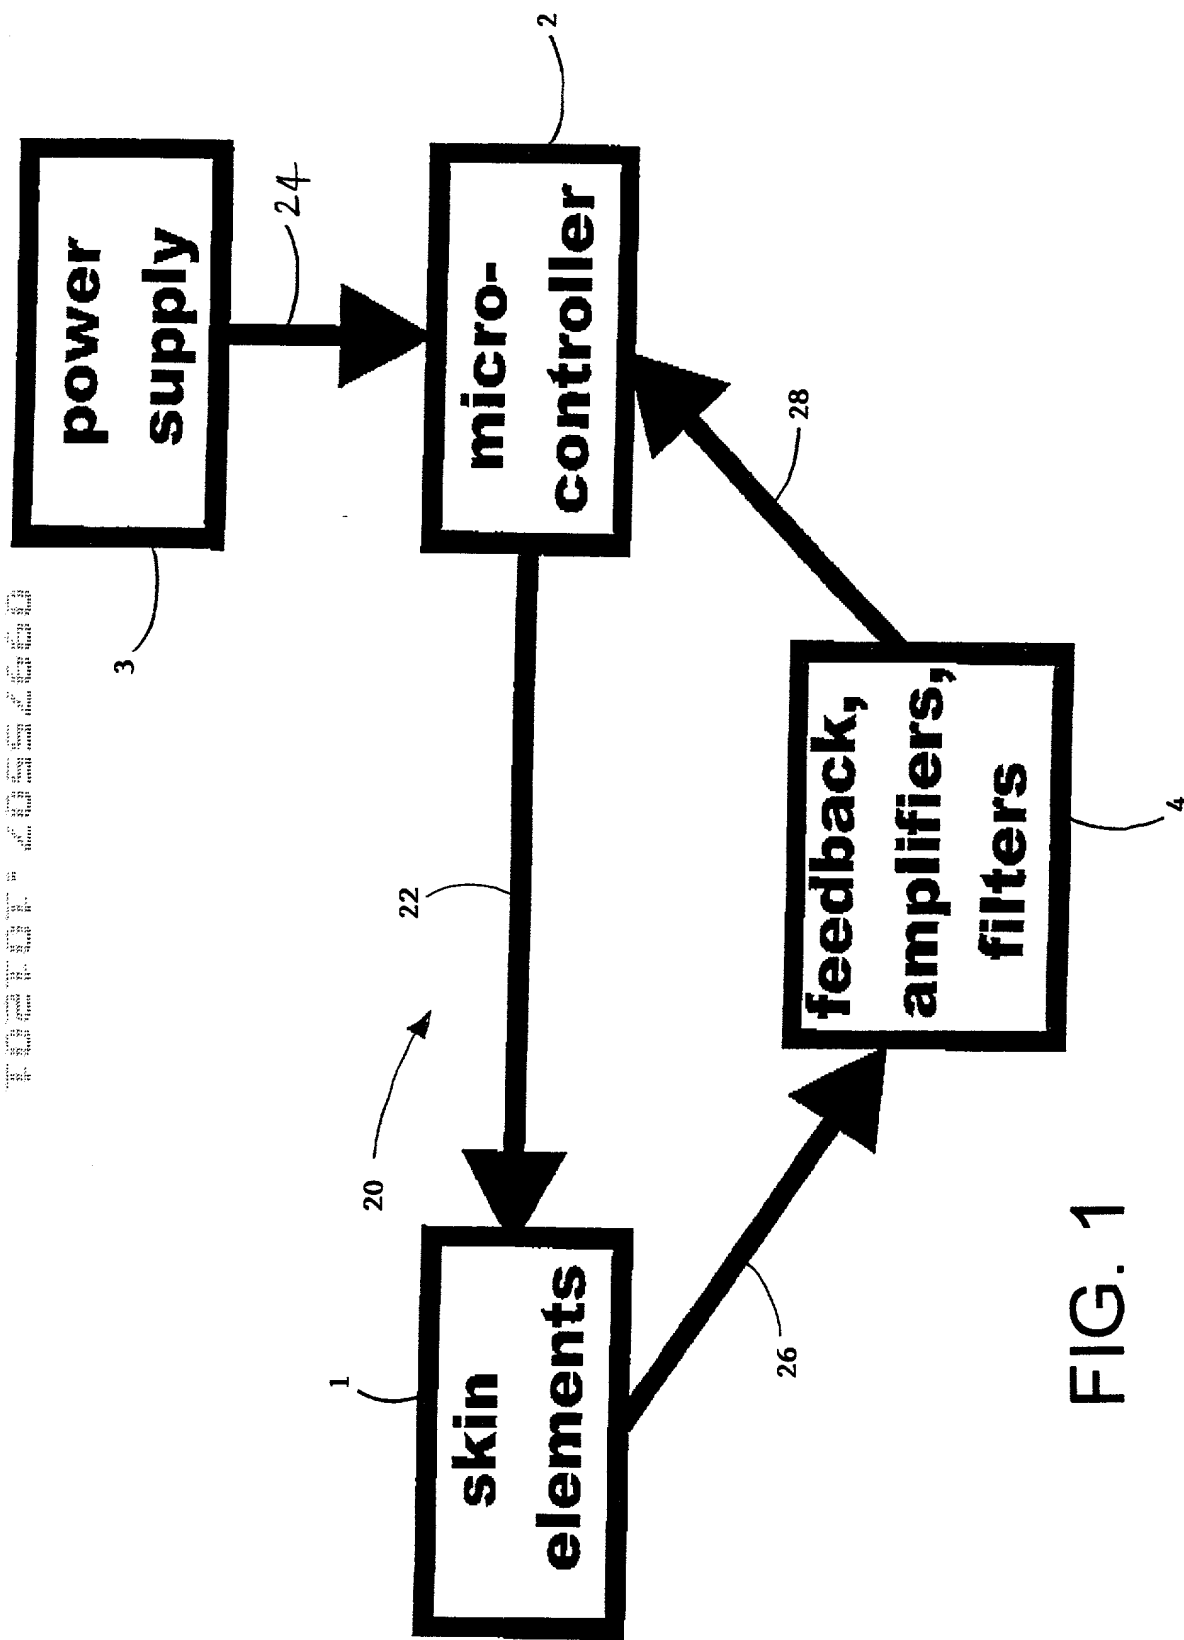 power
supply
3
24
1
20
22
skin
elements
micro-
controller
2
26
28
feedback,
amplifiers,
filters
4
FIG. 1